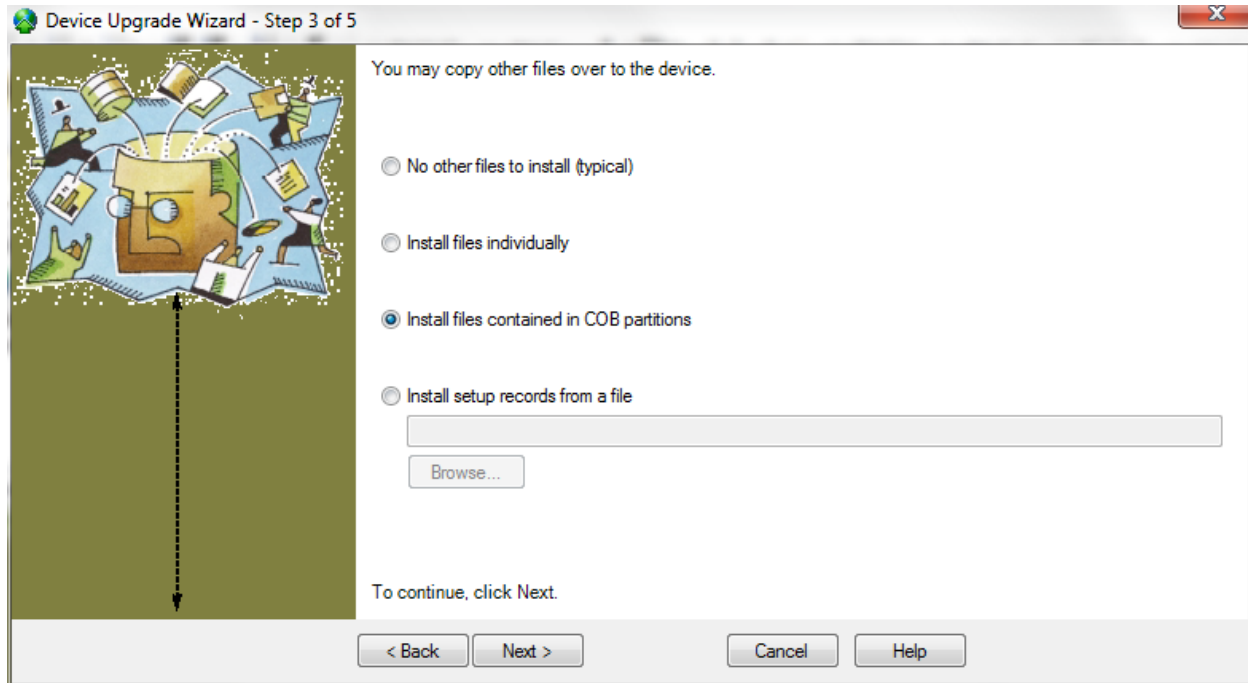 Device Upgrade Wizard - Step 3 of 5
X
You may copy other files over to the device.
No other files to install (typical)
Install files individually
Install files contained in COB partitions
Install setup records from a file
Browse...
To continue, click Next.
< Back Next > Cancel Help